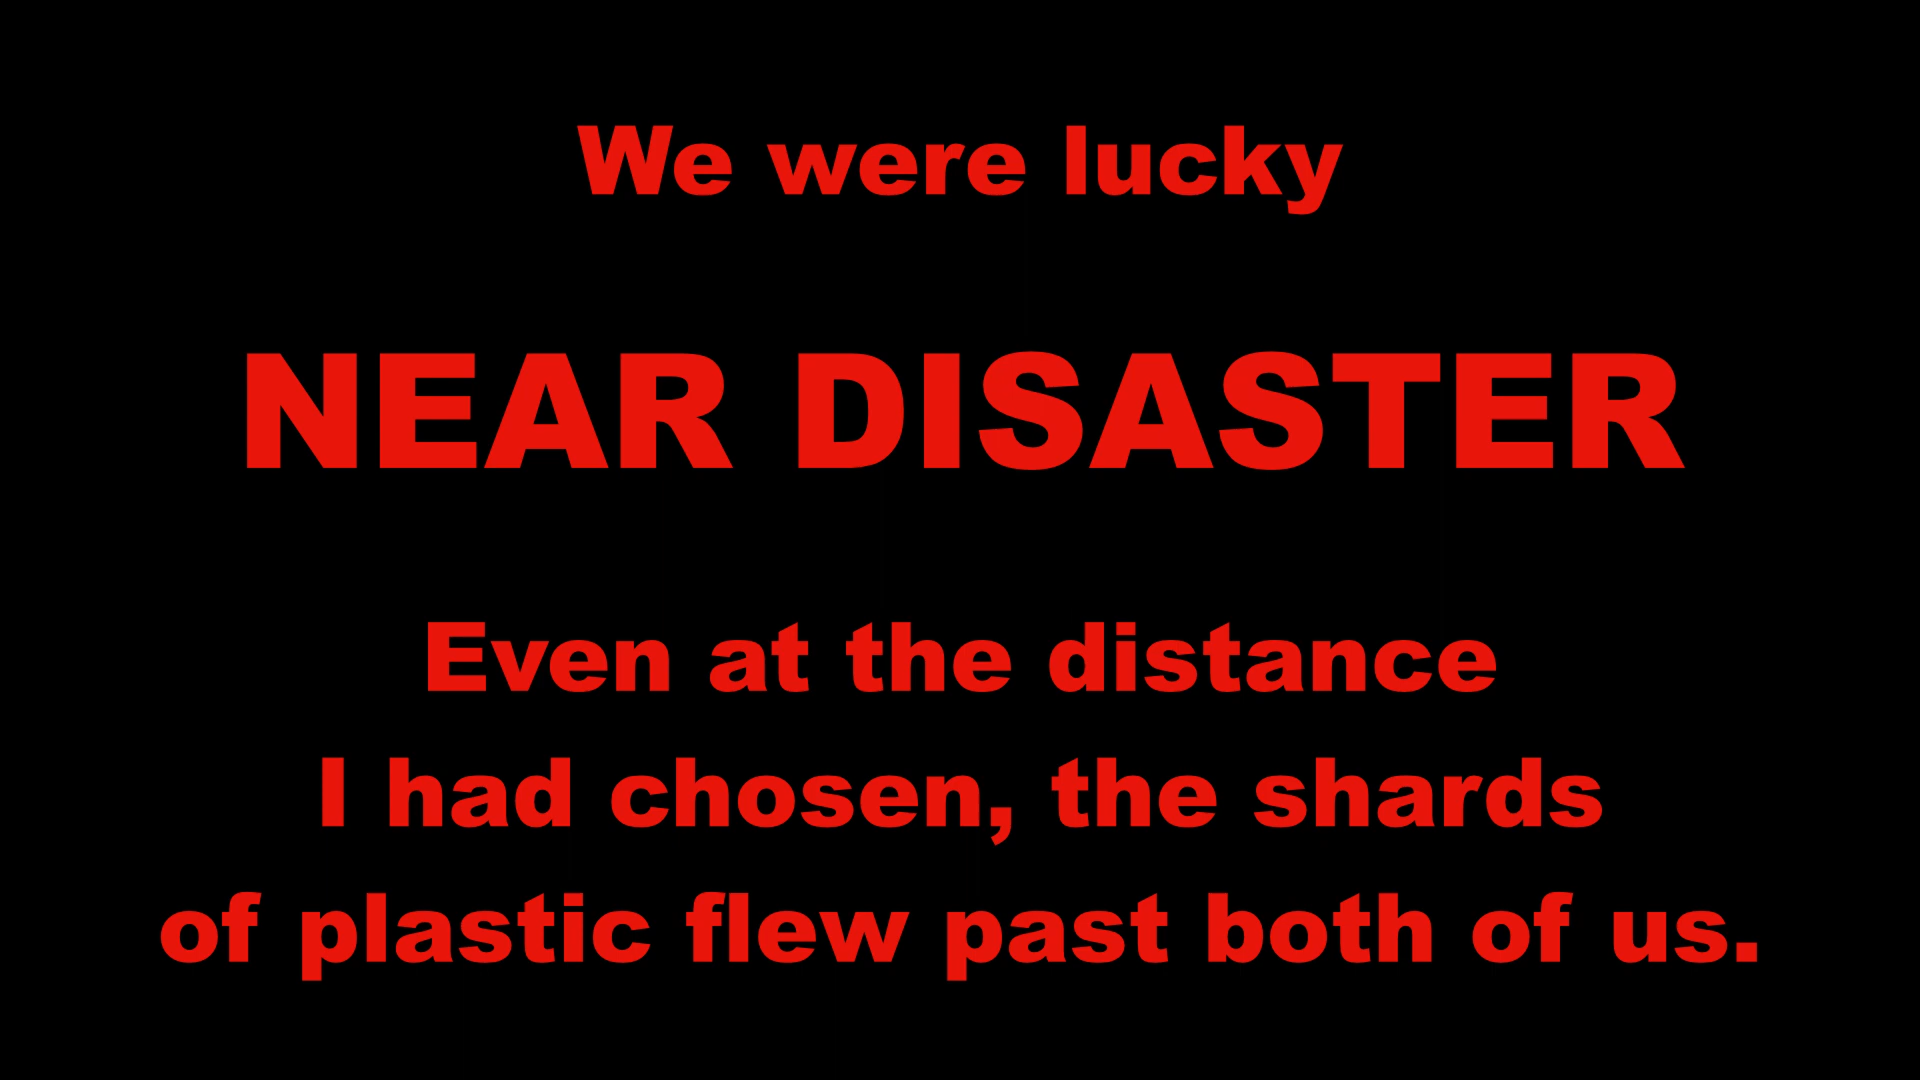 We were lucky
NEAR DISASTER
Even at the distance
I had chosen, the shards
of plastic flew past both of us.